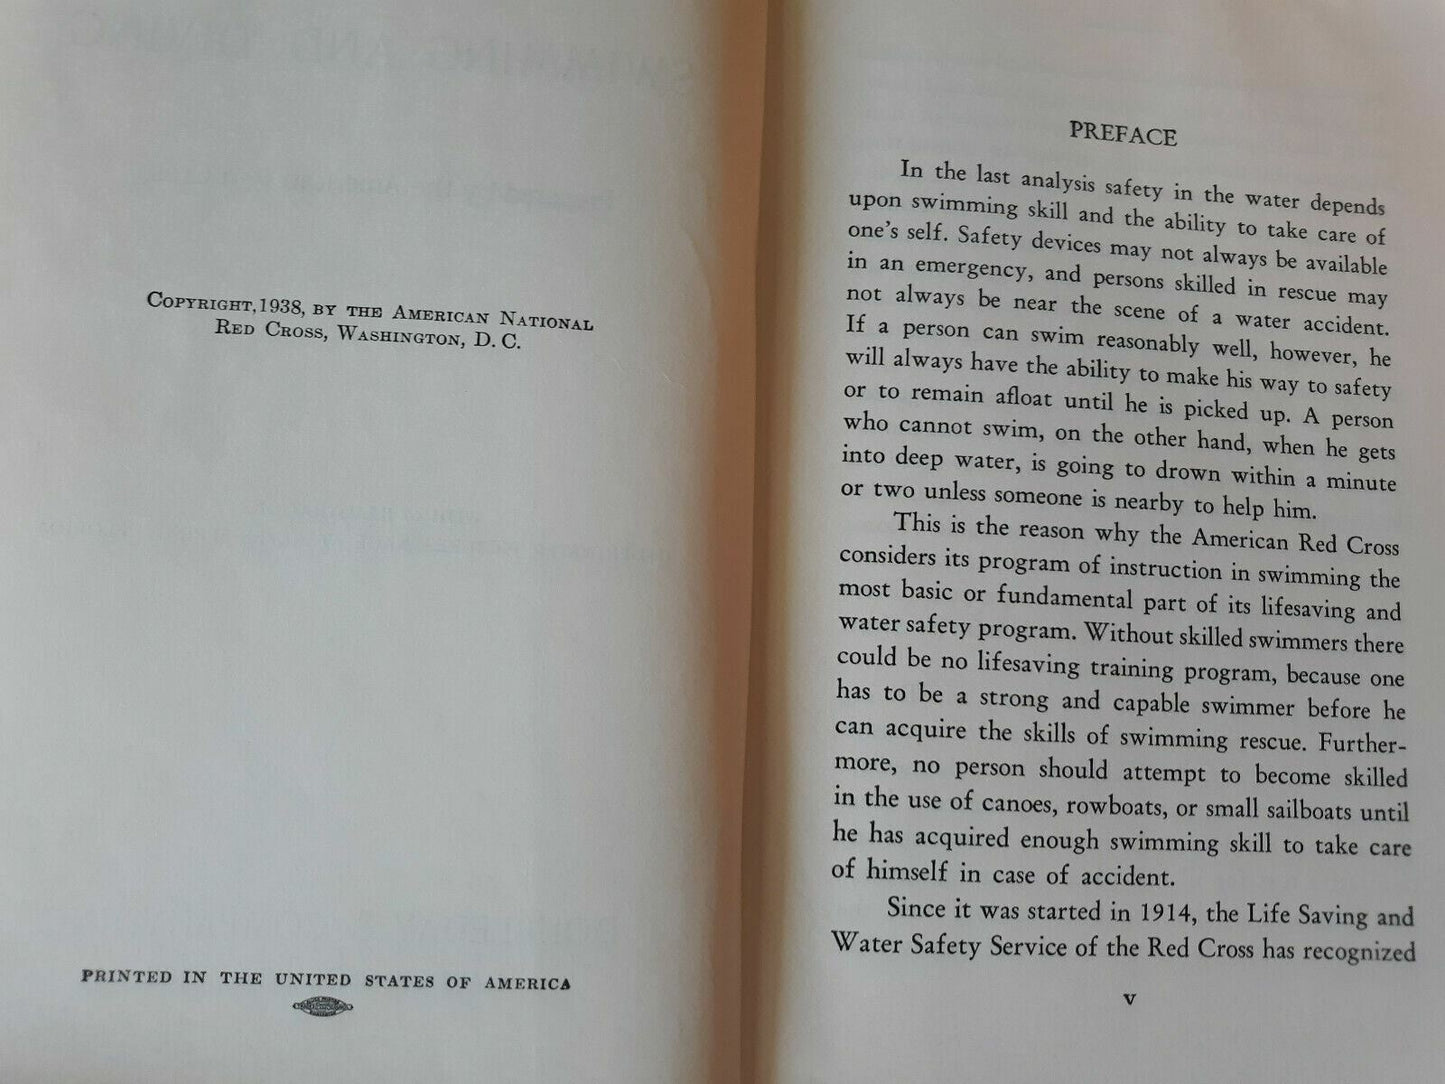 COPYRIGHT, 1938, BY THE AMERICAN NATIONAL
RED CROSS, WASHINGTON, D. C.
PRINTED IN THE UNITED STATES OF AMERICA
PREFACE
In the last analysis safety in the water depends
upon swimming skill and the ability to take care of
one's self. Safety devices may not always be available
in an emergency, and persons skilled in rescue may
not always be near the scene of a water accident.
If a person can swim reasonably well, however, he
will always have the ability to make his way to safety
or to remain afloat until he is picked up. A person
who cannot swim, on the other hand, when he gets
into deep water, is going to drown within a minute
or two unless someone is nearby to help him.
This is the reason why the American Red Cross
considers its program of instruction in swimming the
most basic or fundamental part of its lifesaving and
water safety program. Without skilled swimmers there
could be no lifesaving training program, because one
has to be a strong and capable swimmer before he
can acquire the skills of swimming rescue. Further-
more, no person should attempt to become skilled
in the use of canoes, rowboats, or small sailboats until
he has acquired enough swimming skill to take care
of himself in case of accident.
Since it was started in 1914, the Life Saving and
Water Safety Service of the Red Cross has recognized
v